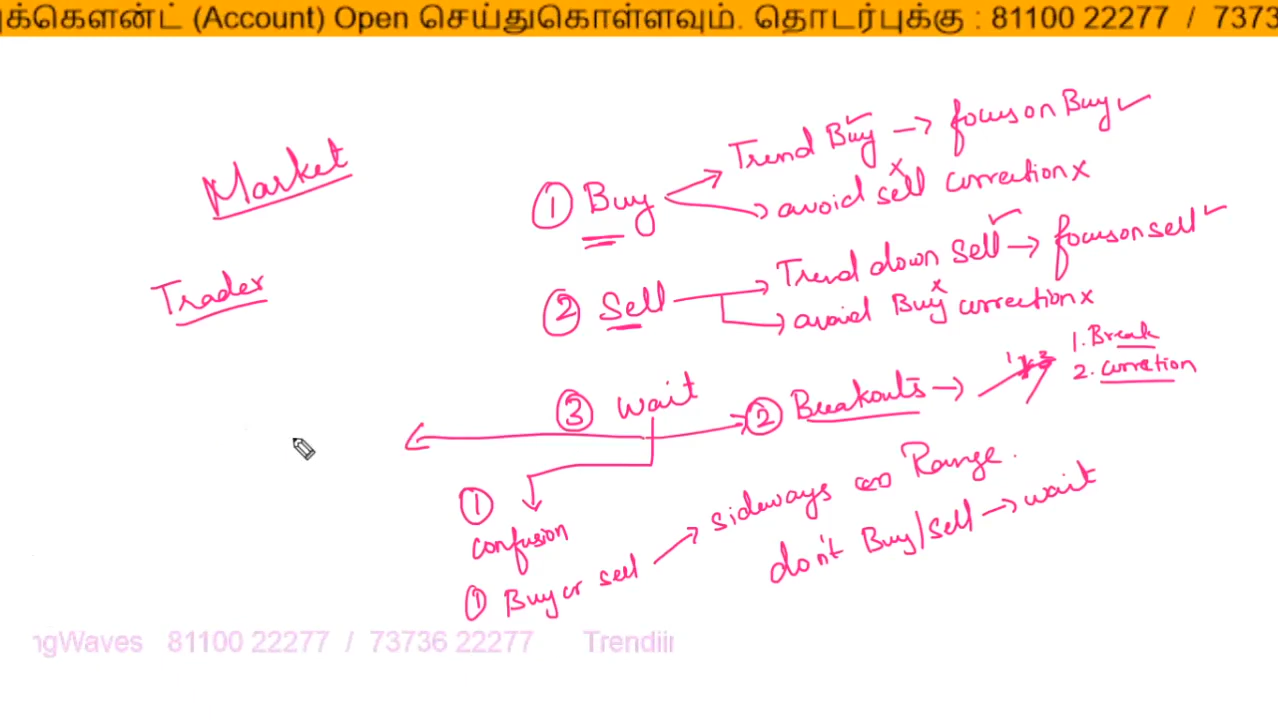 க்கௌண்ட் (Account) Open செய்துகொள்ளவும். தொடர்புக்கு : 81100 22277 / 7373
Market
Trader
① Buy
Trend Buy ✓ → focus on Buy ✓
→ avoid sell x correction x
② Sell
Trend down sell ✓ → focus on sell ✓
→ avoid Buy x correction x
③ wait
② Breakouts →
1. Break
2. correction
①
confusion
① Buy or sell → sideways (or) Range.
don't Buy/sell → wait
ngWaves 81100 22277 / 73736 22277 Trendii